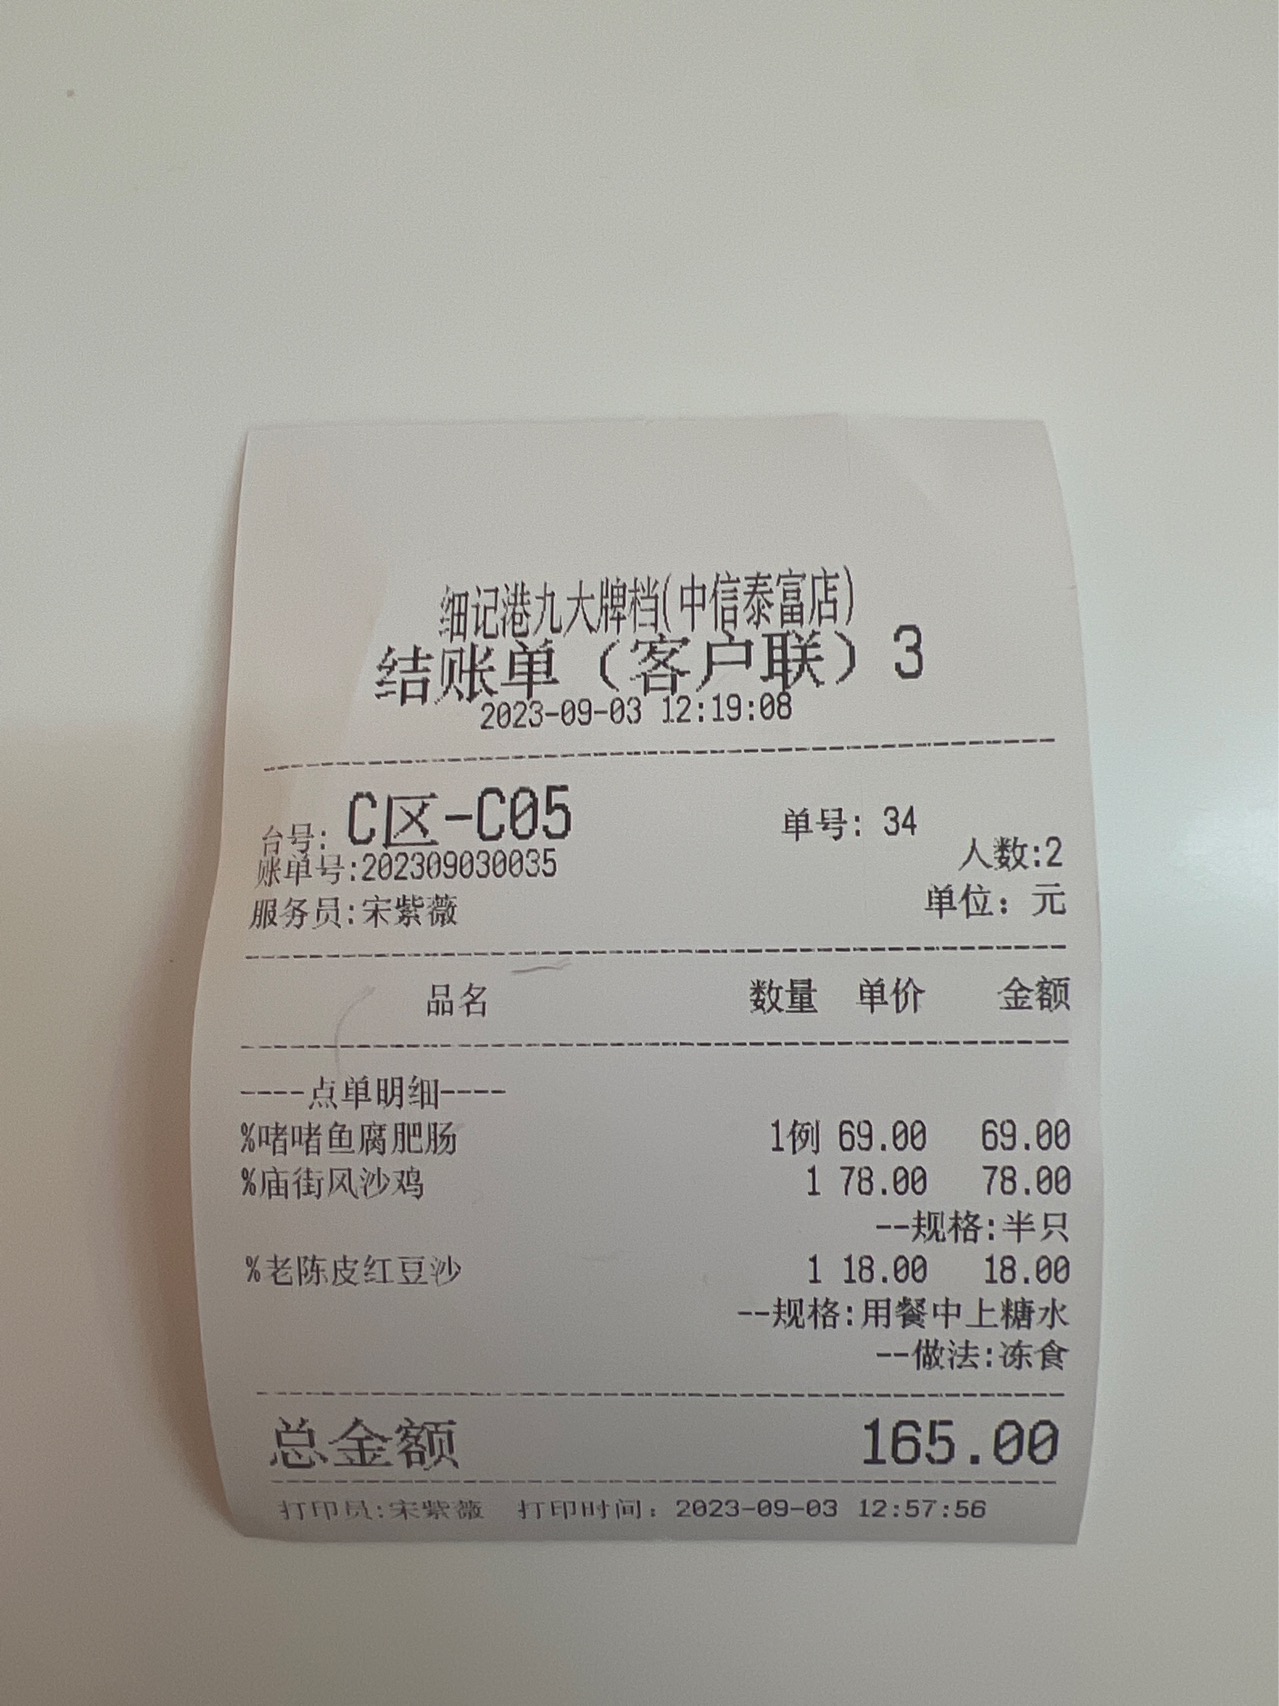 细记港九大牌档(中信泰富店)
结账单（客户联）3
2023-09-03 12:19:08
台号: C区-C05 单号: 34
人数:2
账单号:202309030035
服务员:宋紫薇 单位: 元
品名 数量 单价 金额
----点单明细----
%啫啫鱼腐肥肠 1例 69.00 69.00
%庙街风沙鸡 1 78.00 78.00
--规格:半只
%老陈皮红豆沙 1 18.00 18.00
--规格:用餐中上糖水
--做法:冻食
总金额 165.00
打印员:宋紫薇 打印时间: 2023-09-03 12:57:56